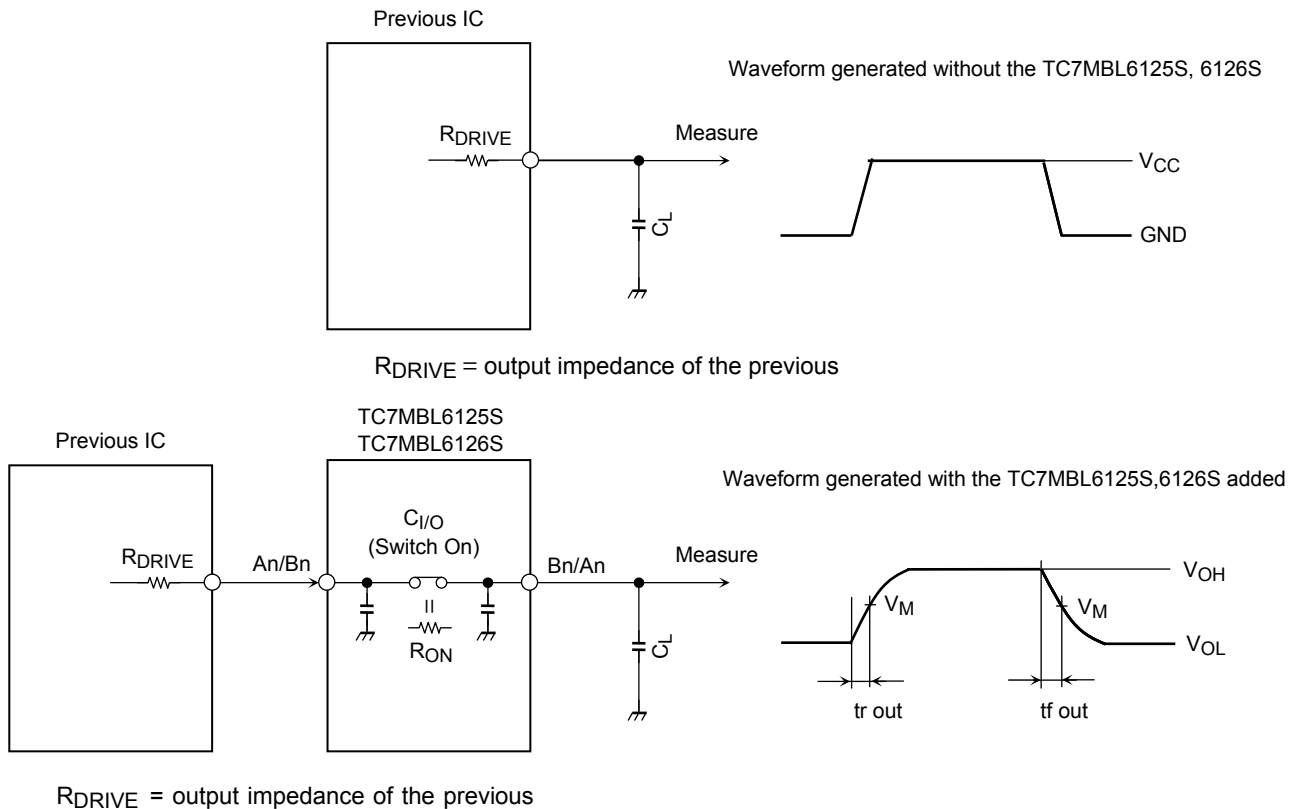 Previous IC
Waveform generated without the TC7MBL6125S, 6126S
RDRIVE
Measure
VCC
CL
GND
RDRIVE = output impedance of the previous
TC7MBL6125S
TC7MBL6126S
Previous IC
Waveform generated with the TC7MBL6125S,6126S added
CI/O
(Switch On)
RDRIVE
An/Bn
Bn/An
Measure
VOH
VM
VM
RON
CL
VOL
tr out
tf out
RDRIVE = output impedance of the previous